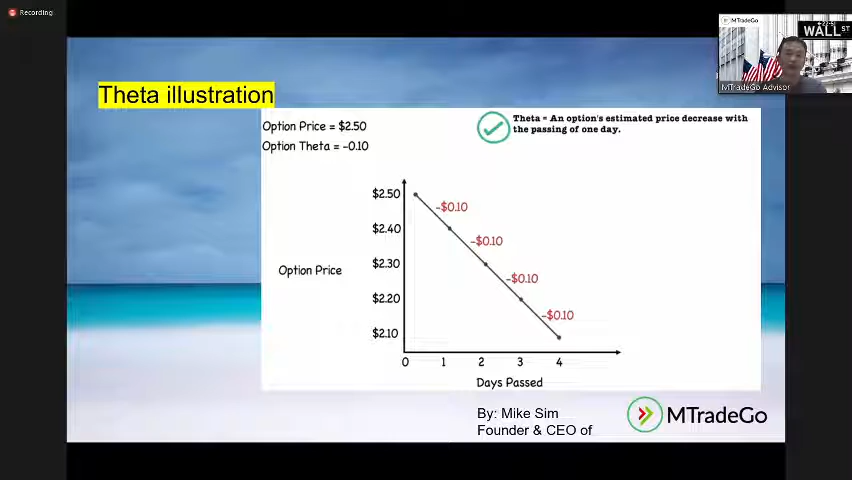 Recording
MTradeGo
WALL ST
MTradeGo Advisor
Theta illustration
Option Price = $2.50
Option Theta = -0.10
Theta = An option's estimated price decrease with
the passing of one day.
$2.50
-$0.10
$2.40
-$0.10
$2.30
Option Price
-$0.10
$2.20
-$0.10
$2.10
0 1 2 3 4
Days Passed
By: Mike Sim
Founder & CEO of
MTradeGo